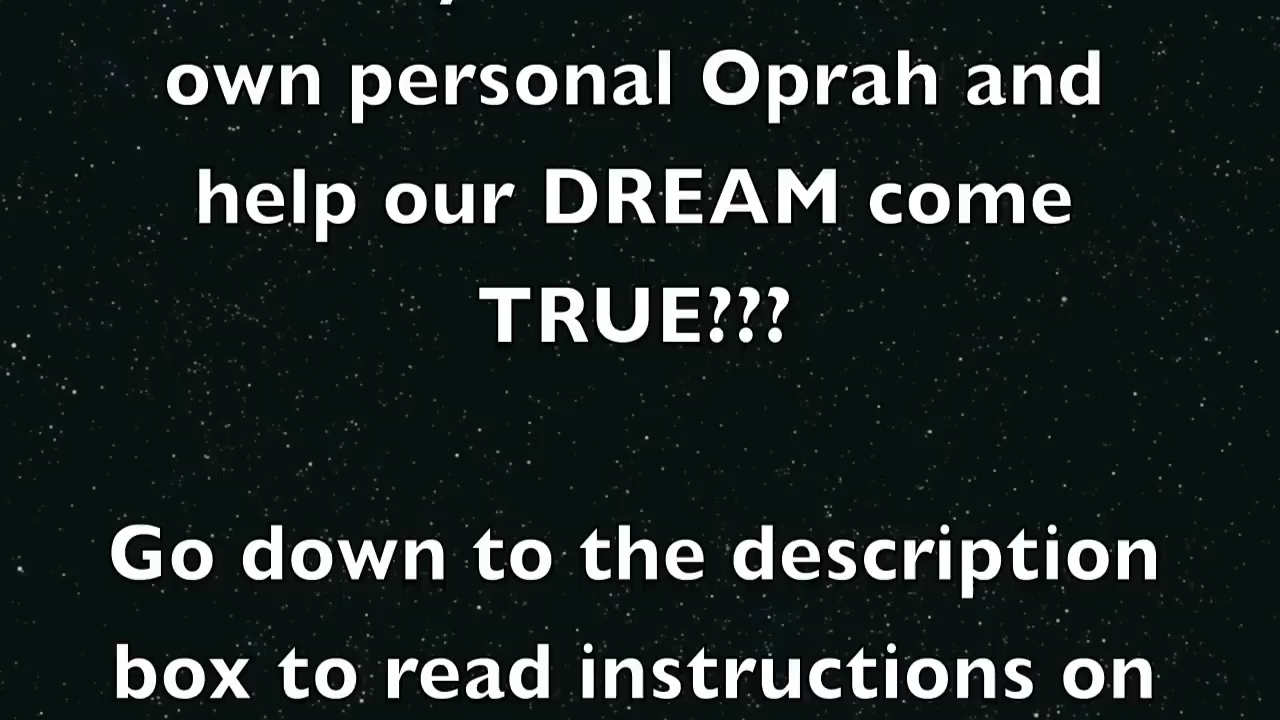 own personal Oprah and
help our DREAM come
TRUE???
Go down to the description
box to read instructions on